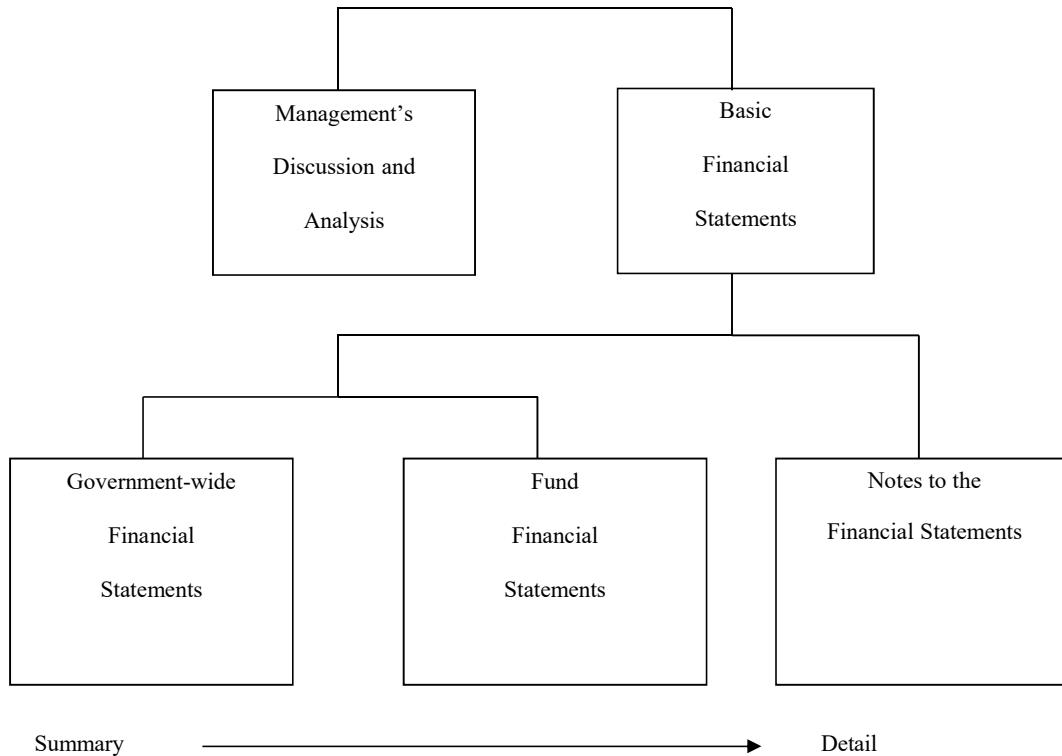 Management’s
Discussion and
Analysis
Basic
Financial
Statements
Government-wide
Financial
Statements
Fund
Financial
Statements
Notes to the
Financial Statements
Summary
Detail